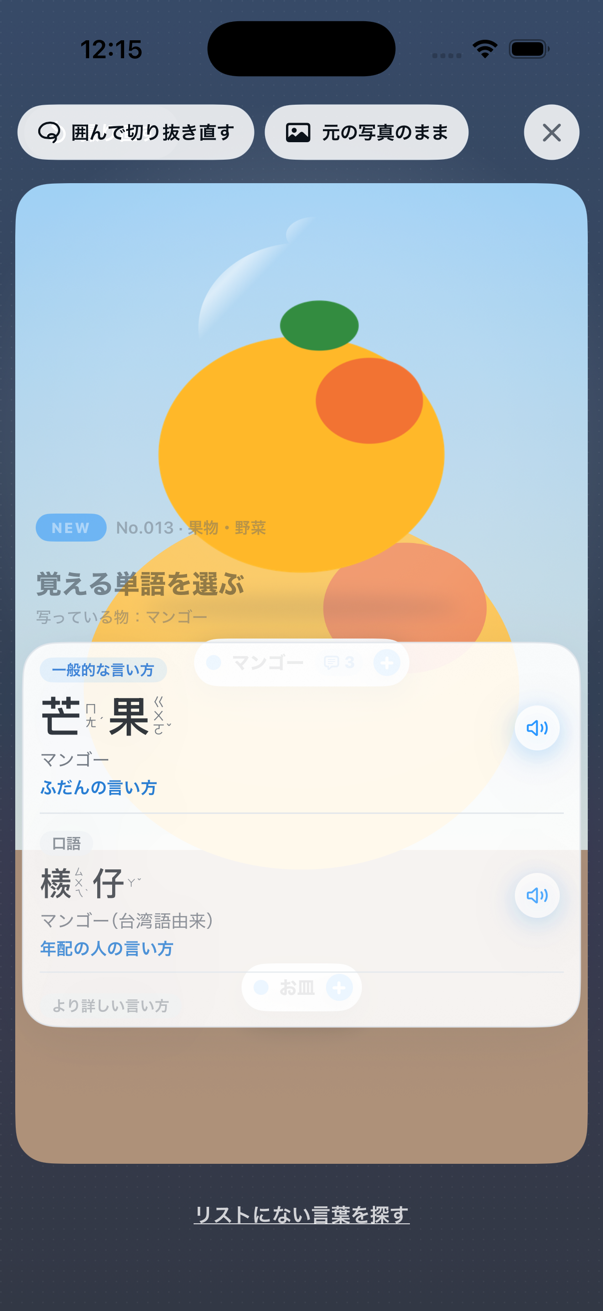 12:15
囲んで切り抜き直す
元の写真のまま
NEW No.013・果物・野菜
覚える単語を選ぶ
写っている物：マンゴー
マンゴー 3
一般的な言い方
芒ㄇㄤˊ果ㄍㄨㄛˇ
マンゴー
ふだんの言い方
口語
檨ㄙㄨㄞ仔ㄚˋ
マンゴー（台湾語由来）
年配の人の言い方
お皿
より詳しい言い方
リストにない言葉を探す